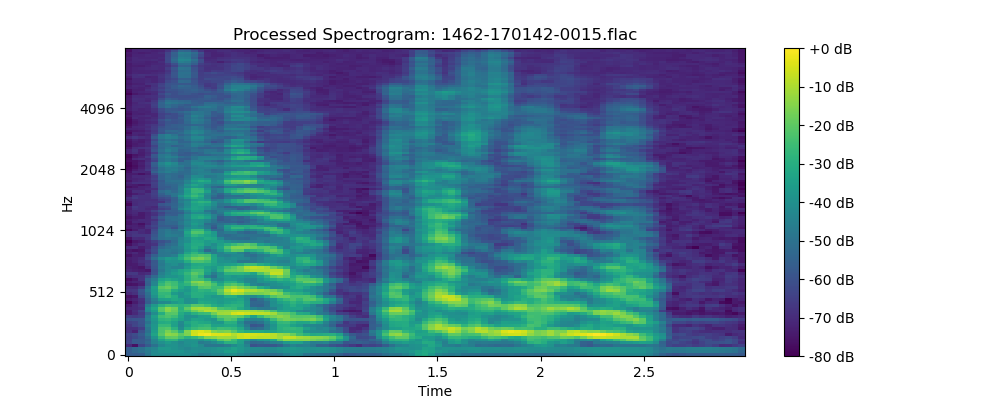 Processed Spectrogram: 1462-170142-0015.flac
+0 dB
-10 dB
4096
-20 dB
2048
-30 dB
Hz
-40 dB
1024
-50 dB
512
-60 dB
-70 dB
0
-80 dB
0 0.5 1 1.5 2 2.5
Time